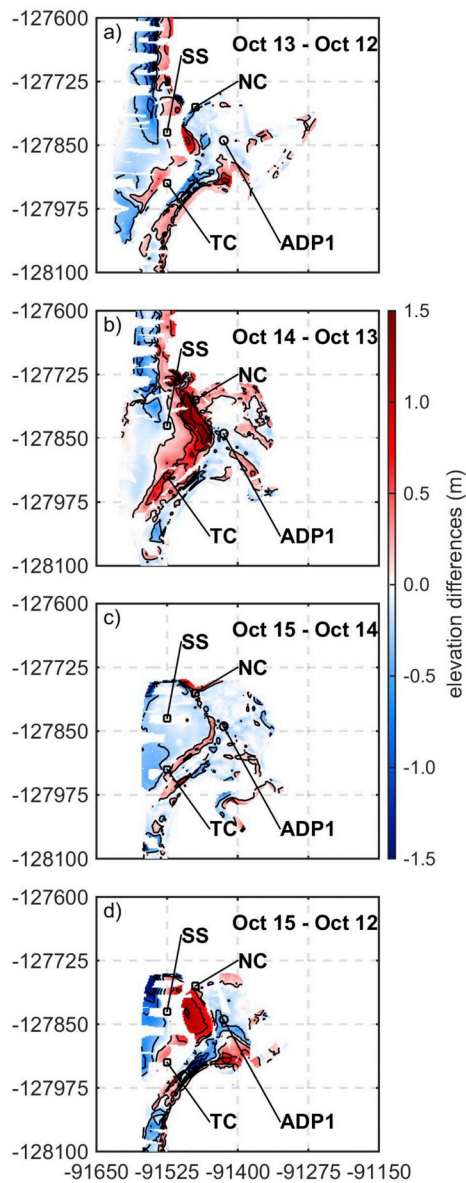 -127600
a) Oct 13 - Oct 12
SS
-127725
NC
-127850
-127975
TC ADP1
-128100
-127600
b) Oct 14 - Oct 13
SS
-127725
NC
-127850
-127975
TC ADP1
-128100
1.5
1.0
0.5
0.0
-0.5
-1.0
-1.5
elevation differences (m)
-127600
c) Oct 15 - Oct 14
SS
-127725
NC
-127850
-127975
TC ADP1
-128100
-127600
d) Oct 15 - Oct 12
SS
-127725
NC
-127850
-127975
TC ADP1
-128100
-91650 -91525 -91400 -91275 -91150